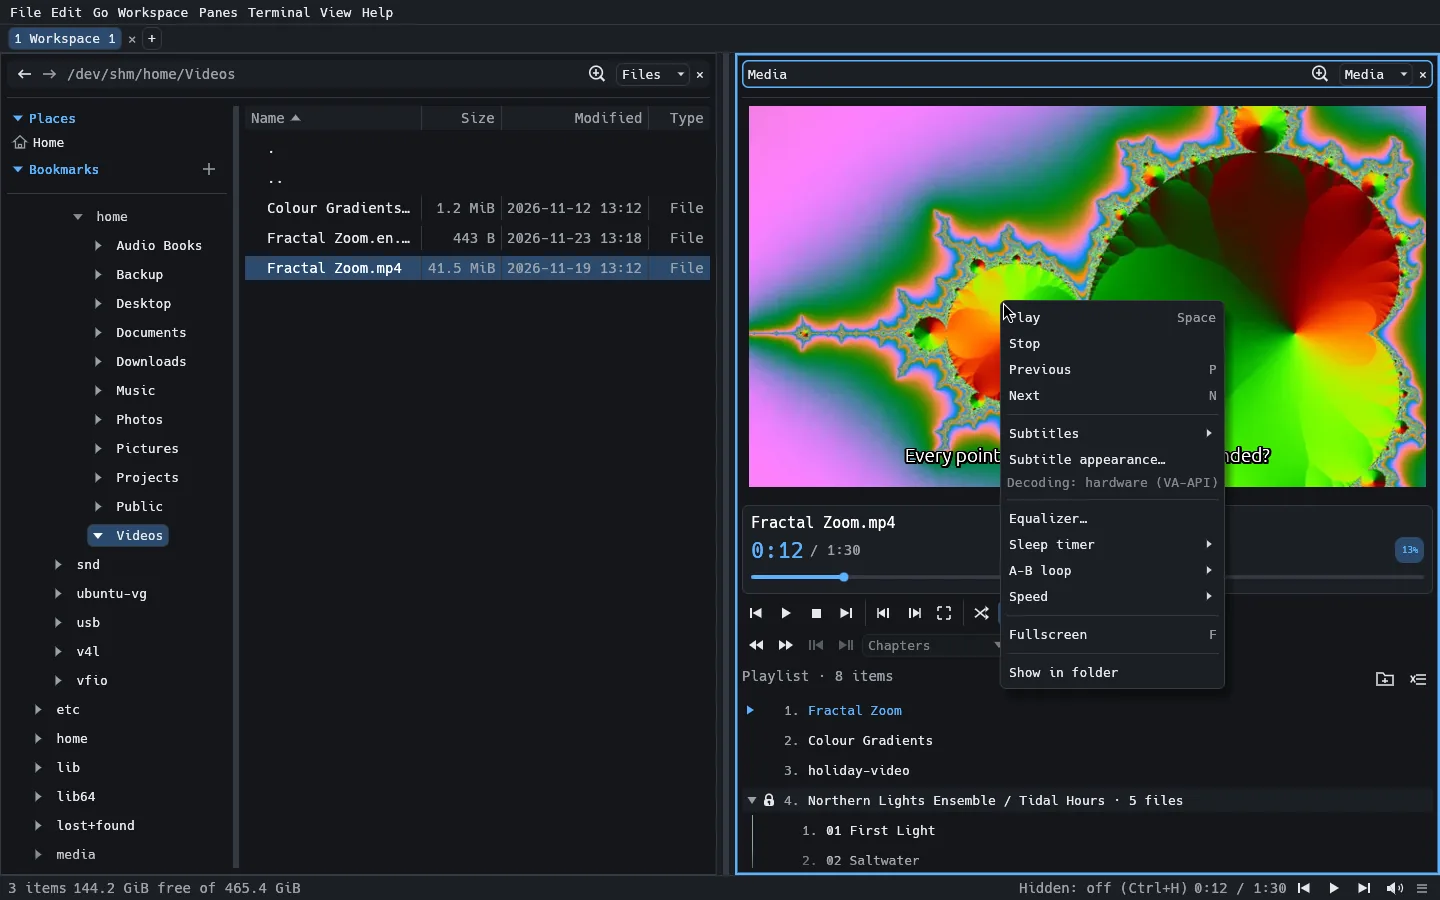 File Edit Go Workspace Panes Terminal View Help
1 Workspace 1 × +
/dev/shm/home/Videos
Files ×
Places
Home
Bookmarks
home
Audio Books
Backup
Desktop
Documents
Downloads
Music
Photos
Pictures
Projects
Public
Videos
snd
ubuntu-vg
usb
v4l
vfio
etc
home
lib
lib64
lost+found
media
Name Size Modified Type
.
..
Colour Gradients… 1.2 MiB 2026-11-12 13:12 File
Fractal Zoom.en.… 443 B 2026-11-23 13:18 File
Fractal Zoom.mp4 41.5 MiB 2026-11-19 13:12 File
Media
Media ×
Every point
nded?
Play Space
Stop
Previous P
Next N
Subtitles
Subtitle appearance…
Decoding: hardware (VA-API)
Equalizer…
Sleep timer
A-B loop
Speed
Fullscreen F
Show in folder
Fractal Zoom.mp4
0:12 / 1:30
13%
Chapters
Playlist · 8 items
1. Fractal Zoom
2. Colour Gradients
3. holiday-video
4. Northern Lights Ensemble / Tidal Hours · 5 files
1. 01 First Light
2. 02 Saltwater
3 items 144.2 GiB free of 465.4 GiB
Hidden: off (Ctrl+H) 0:12 / 1:30